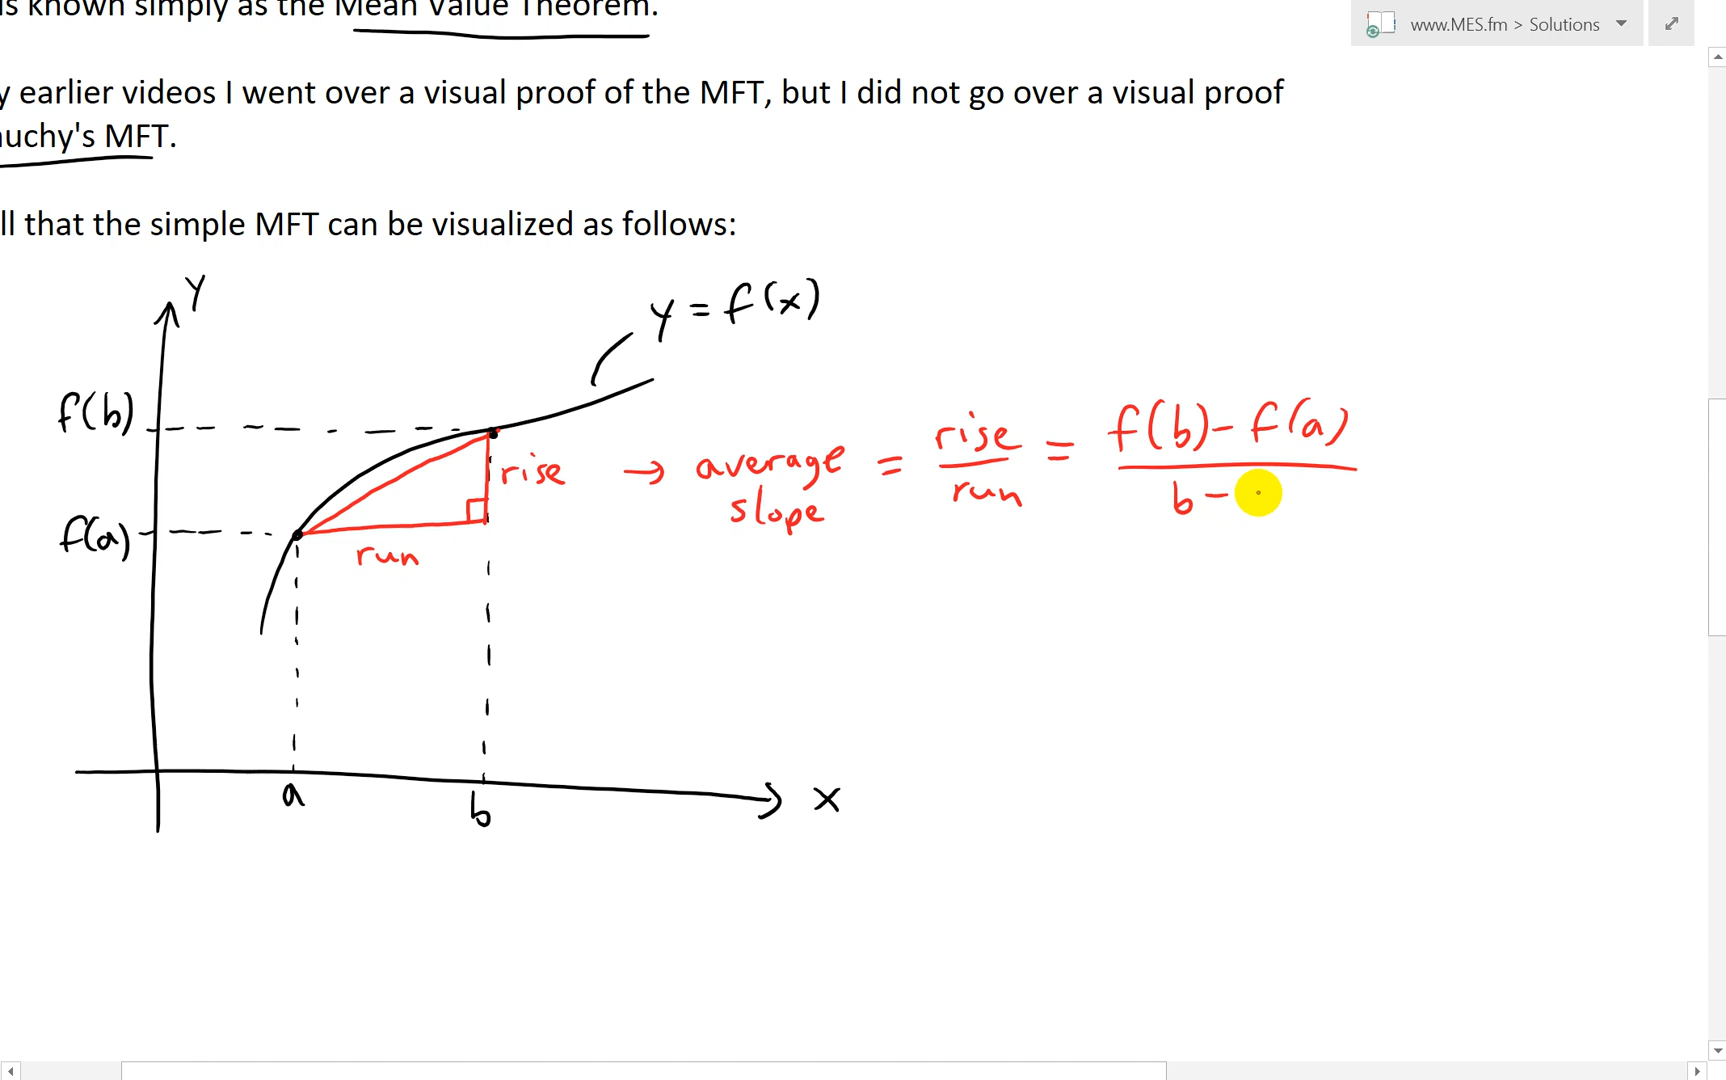 is known simply as the Mean Value Theorem.
www.MES.fm > Solutions
y earlier videos I went over a visual proof of the MFT, but I did not go over a visual proof
auchy's MFT.
ll that the simple MFT can be visualized as follows:
y
y = f(x)
f(b)
rise → average slope = rise/run = f(b) - f(a)/b -
f(a)
run
a
b
x